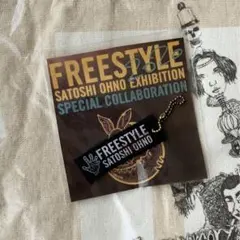 FREESTYLE
SATOSHI OHNO EXHIBITION
SPECIAL COLLABORATION
FREESTYLE
SATOSHI OHNO